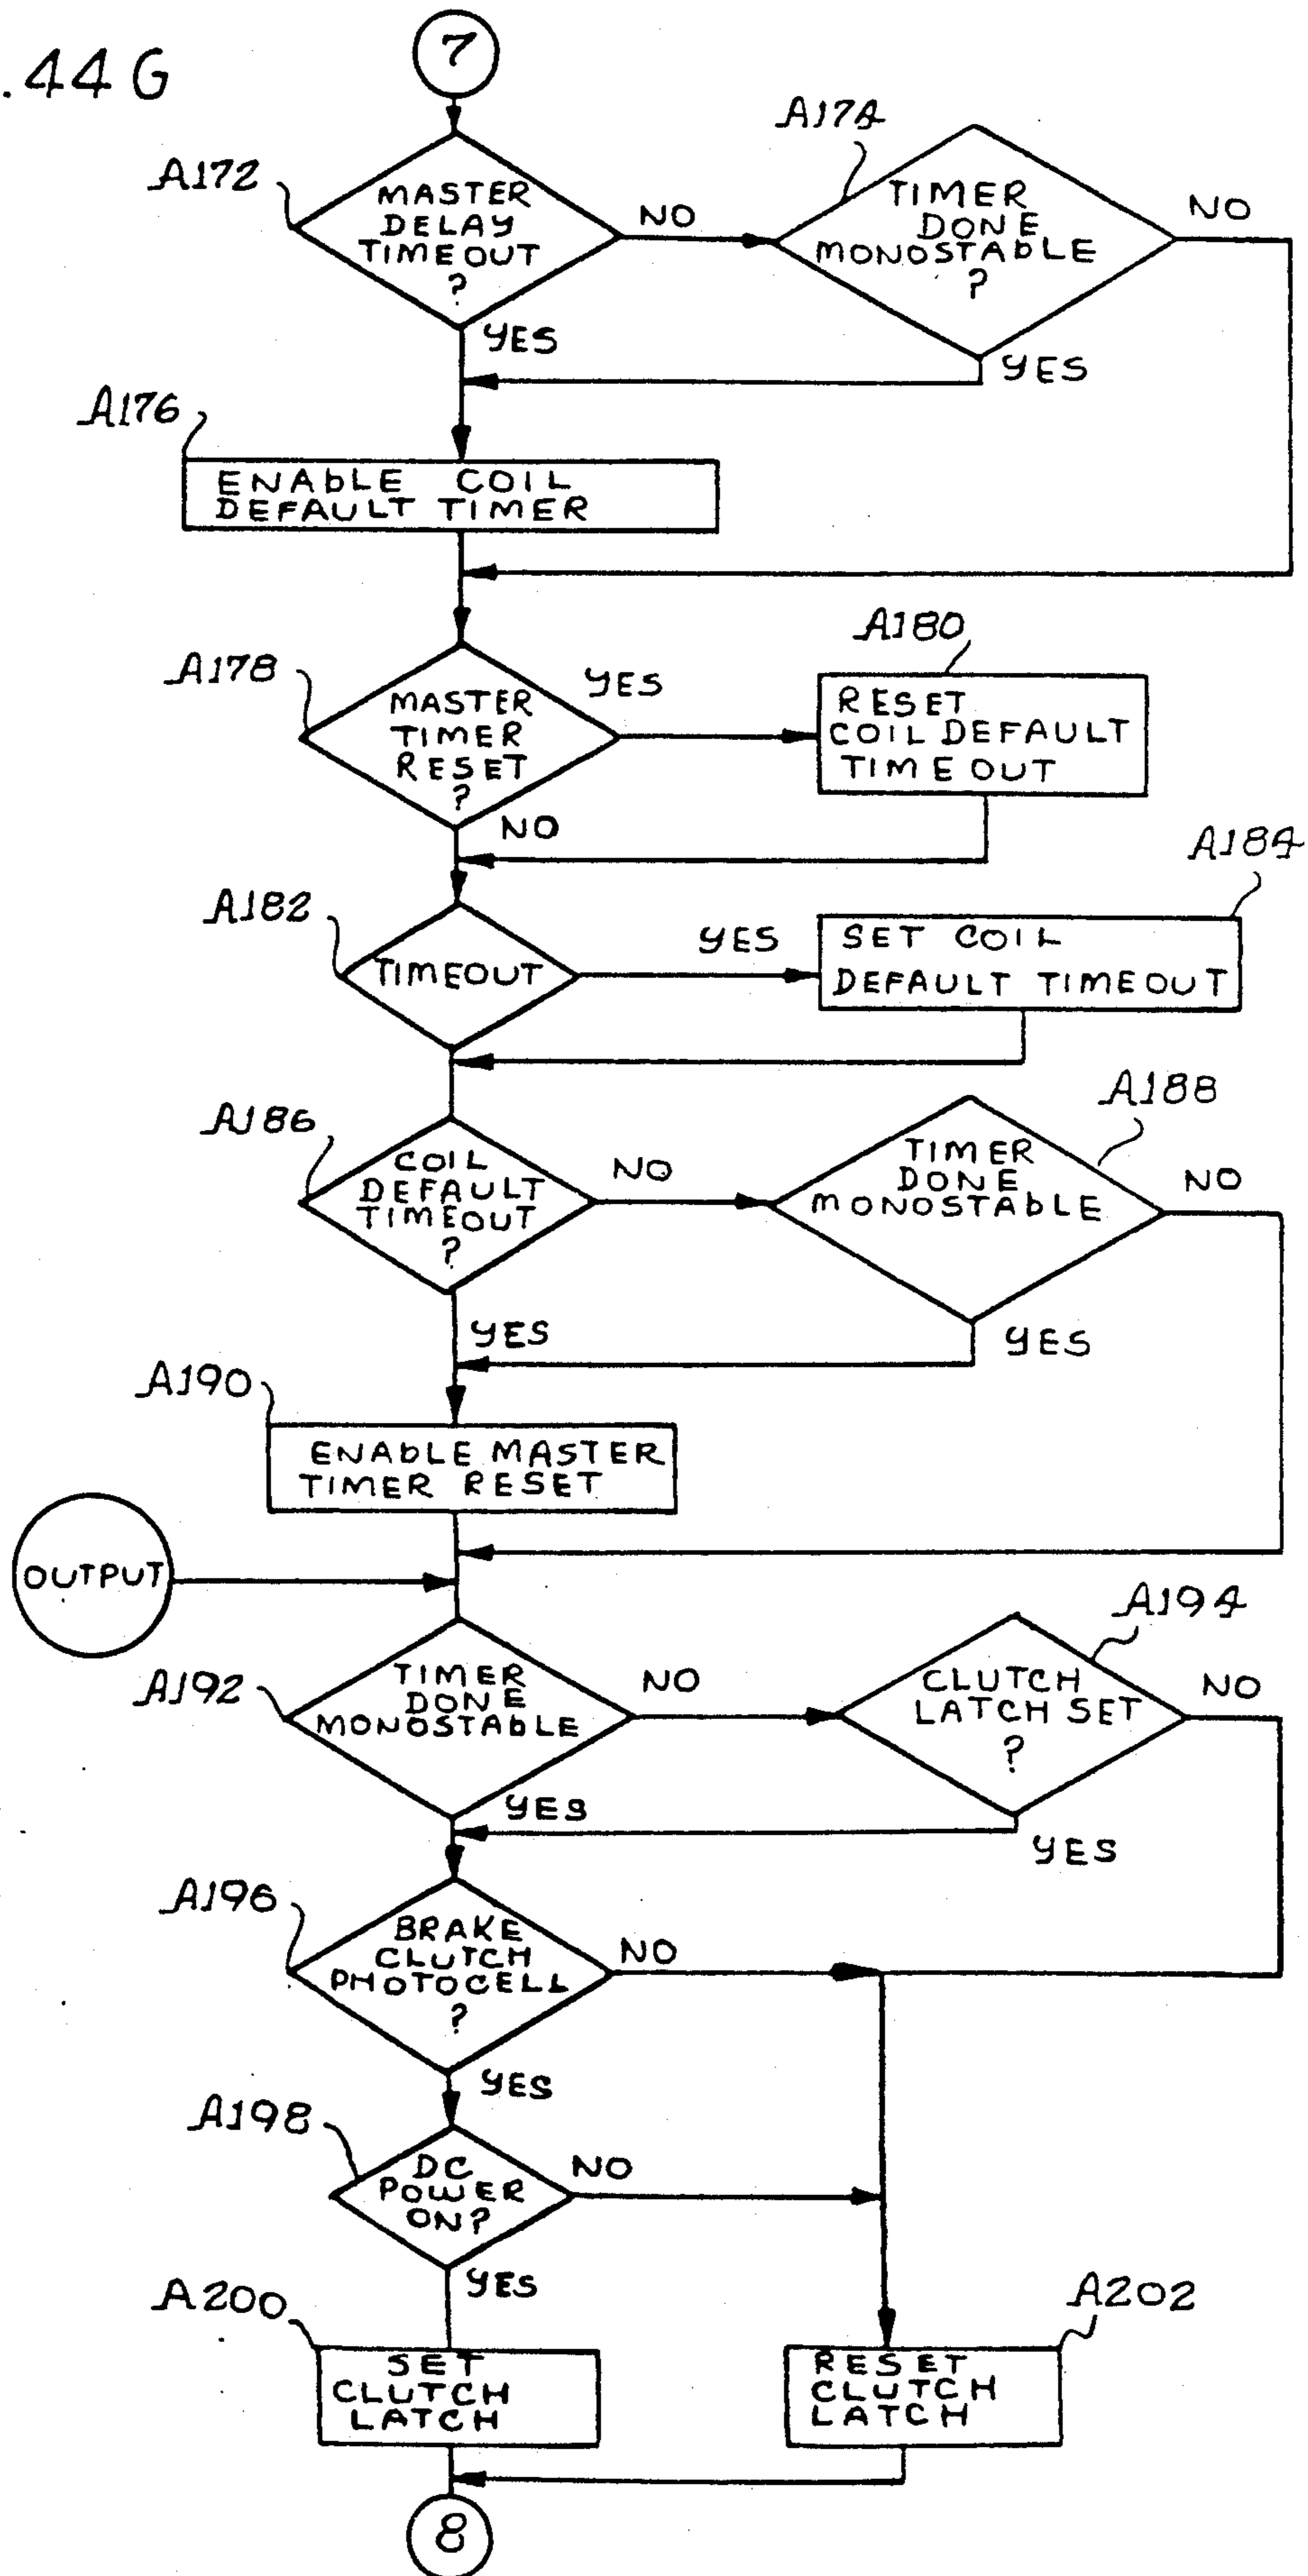 .44 G
7
A172
MASTER
DELAY
TIMEOUT
?
NO
YES
A174
TIMER
DONE
MONOSTABLE
?
NO
YES
A176
ENABLE COIL
DEFAULT TIMER
A178
MASTER
TIMER
RESET
?
YES
NO
A180
RESET
COIL DEFAULT
TIME OUT
A182
TIMEOUT
YES
A184
SET COIL
DEFAULT TIMEOUT
A186
COIL
DEFAULT
TIMEOUT
?
NO
YES
A188
TIMER
DONE
MONOSTABLE
NO
YES
A190
ENABLE MASTER
TIMER RESET
OUTPUT
A192
TIMER
DONE
MONOSTABLE
NO
YES
A194
CLUTCH
LATCH SET
?
NO
YES
A196
BRAKE
CLUTCH
PHOTOCELL
?
NO
YES
A198
DC
POWER
ON?
NO
YES
A200
SET
CLUTCH
LATCH
A202
RESET
CLUTCH
LATCH
8